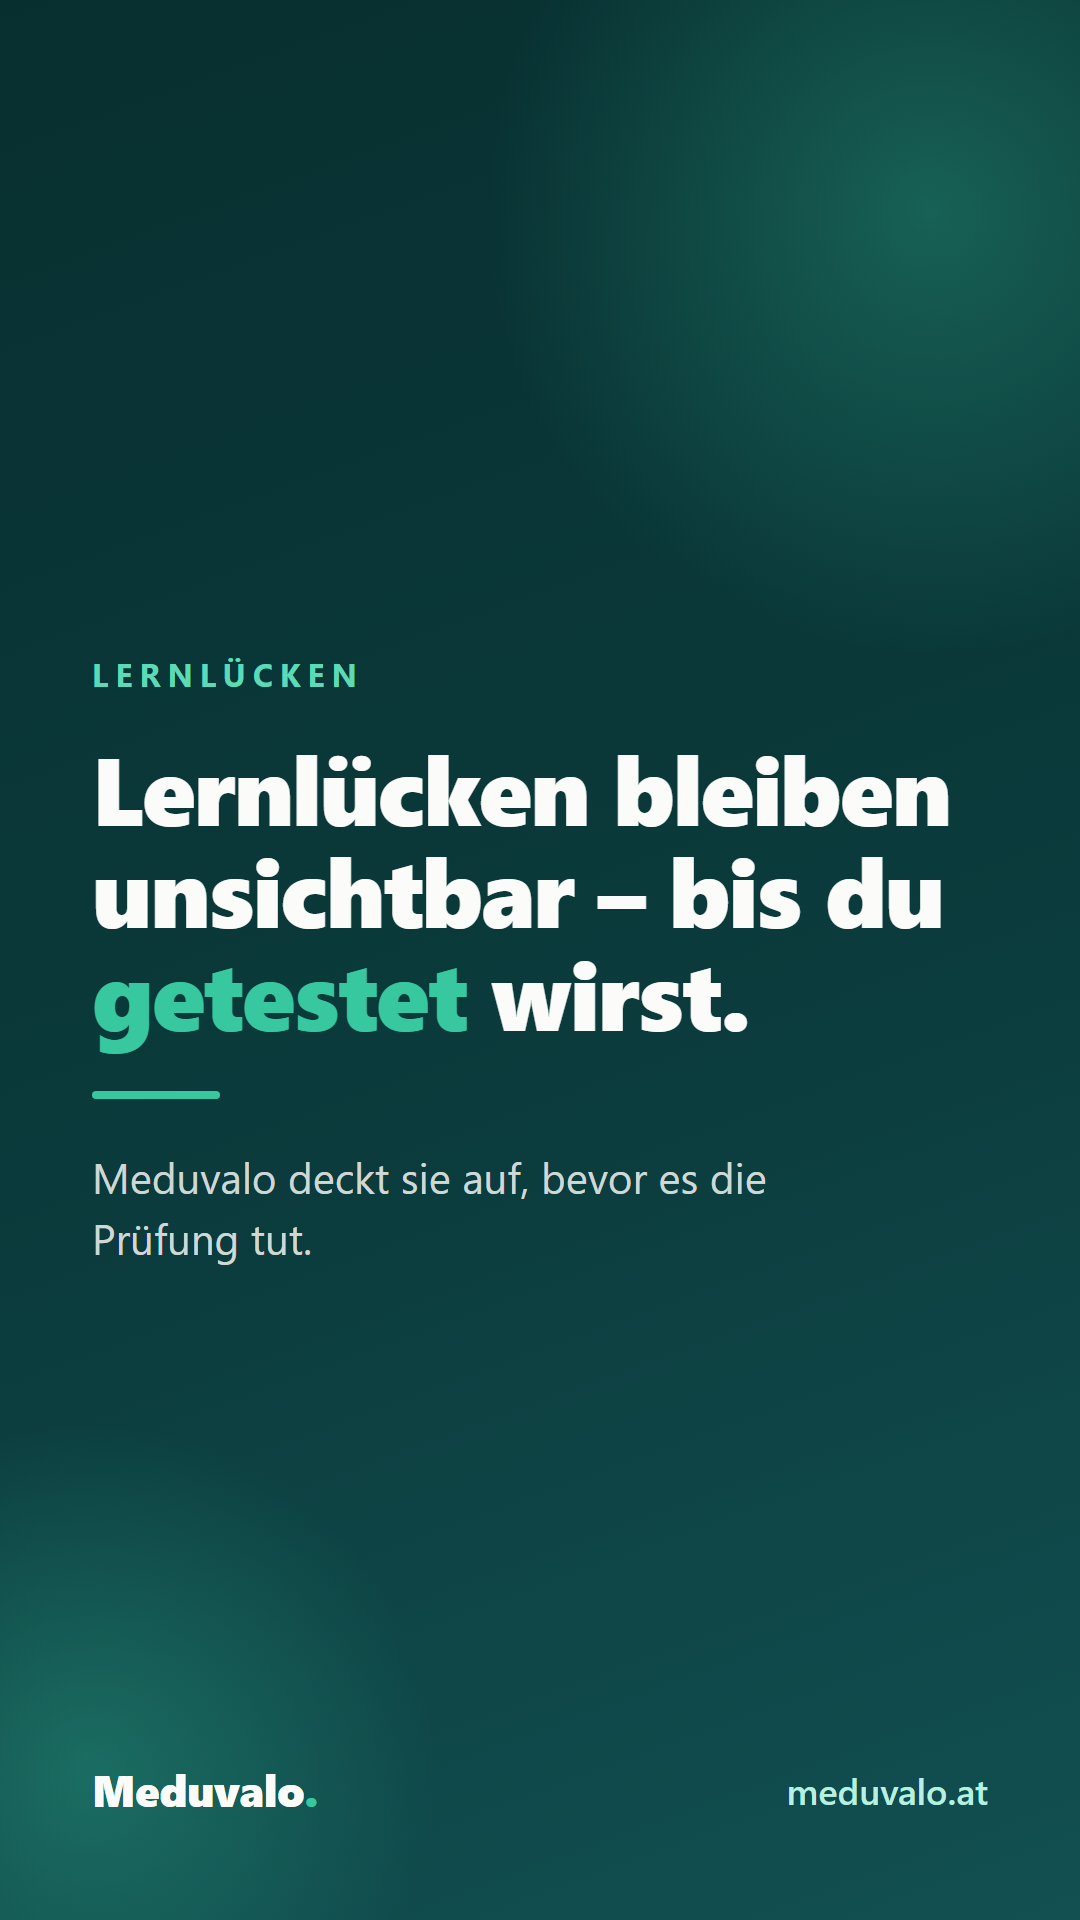 LERNLÜCKEN
Lernlücken bleiben
unsichtbar – bis du
getestet wirst.
Meduvalo deckt sie auf, bevor es die
Prüfung tut.
Meduvalo.
meduvalo.at